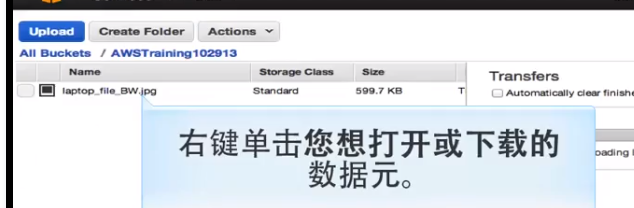 Upload Create Folder Actions
All Buckets / AWSTraining102913
Name Storage Class Size
Transfers
laptop_file_BW.jpg Standard 599.7 KB T
Automatically clear finishe
右键单击您想打开或下载的
数据元。
oading